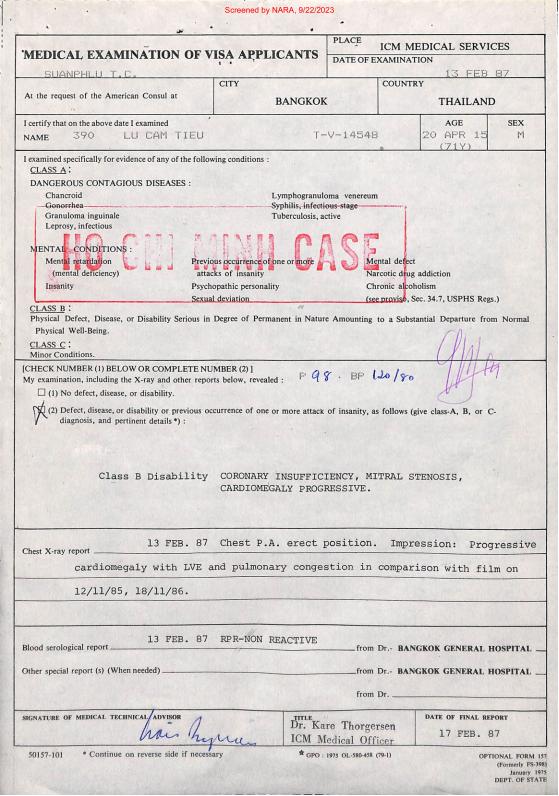 Screened by NARA, 9/22/2023
MEDICAL EXAMINATION OF VISA APPLICANTS
PLACE
ICM MEDICAL SERVICES
DATE OF EXAMINATION
SUANPHLU T.C.
13 FEB 87
At the request of the American Consul at
CITY
BANGKOK
COUNTRY
THAILAND
I certify that on the above date I examined
NAME 390 LU CAM TIEU T-V-14548
AGE
20 APR 15
(71Y)
SEX
M
I examined specifically for evidence of any of the following conditions :
CLASS A :
DANGEROUS CONTAGIOUS DISEASES :
Chancroid
Gonorrhea
Granuloma inguinale
Leprosy, infectious
Lymphogranuloma venereum
Syphilis, infectious stage
Tuberculosis, active
HO CHI MINH CASE
MENTAL CONDITIONS :
Mental retardation
(mental deficiency)
Insanity
Previous occurrence of one or more
attacks of insanity
Psychopathic personality
Sexual deviation
Mental defect
Narcotic drug addiction
Chronic alcoholism
(see proviso, Sec. 34.7, USPHS Regs.)
CLASS B :
Physical Defect, Disease, or Disability Serious in Degree of Permanent in Nature Amounting to a Substantial Departure from Normal
Physical Well-Being.
CLASS C :
Minor Conditions.
[CHECK NUMBER (1) BELOW OR COMPLETE NUMBER (2) ]
My examination, including the X-ray and other reports below, revealed :
P 98 . BP 120/80
(1) No defect, disease, or disability.
(2) Defect, disease, or disability or previous occurrence of one or more attack of insanity, as follows (give class-A, B, or C-
diagnosis, and pertinent details *) :
Class B Disability CORONARY INSUFFICIENCY, MITRAL STENOSIS,
CARDIOMEGALY PROGRESSIVE.
Chest X-ray report 13 FEB. 87 Chest P.A. erect position. Impression: Progressive
cardiomegaly with LVE and pulmonary congestion in comparison with film on
12/11/85, 18/11/86.
Blood serological report 13 FEB. 87 RPR-NON REACTIVE from Dr.- BANGKOK GENERAL HOSPITAL
Other special report (s) (When needed) from Dr.- BANGKOK GENERAL HOSPITAL
from Dr.
SIGNATURE OF MEDICAL TECHNICAL ADVISOR
TITLE
Dr. Kare Thorgersen
ICM Medical Officer
DATE OF FINAL REPORT
17 FEB. 87
50157-101 * Continue on reverse side if necessary
GPO : 1975 OL-580-458 (79-1)
OPTIONAL FORM 157
(Formerly FS-398)
January 1975
DEPT. OF STATE